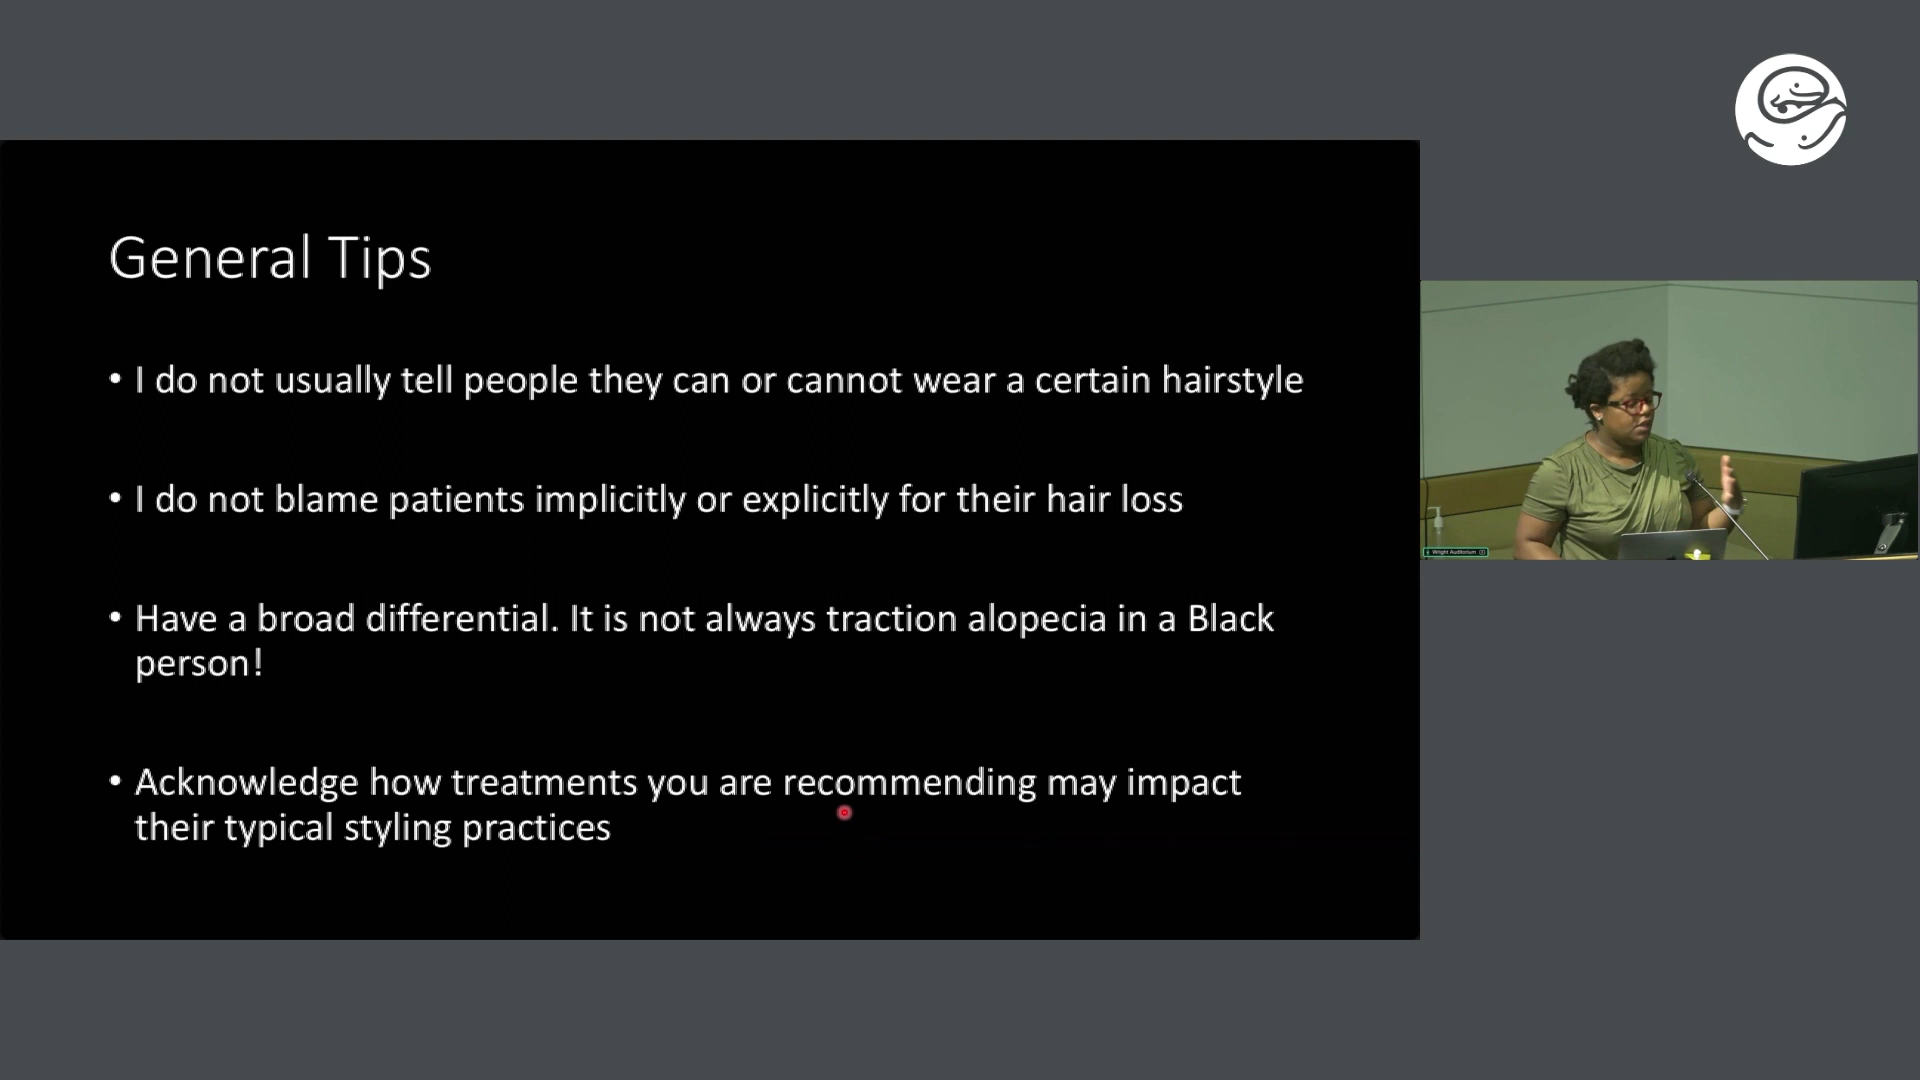 General Tips
• I do not usually tell people they can or cannot wear a certain hairstyle
• I do not blame patients implicitly or explicitly for their hair loss
• Have a broad differential. It is not always traction alopecia in a Black
person!
• Acknowledge how treatments you are recommending may impact
their typical styling practices
Wright Auditorium